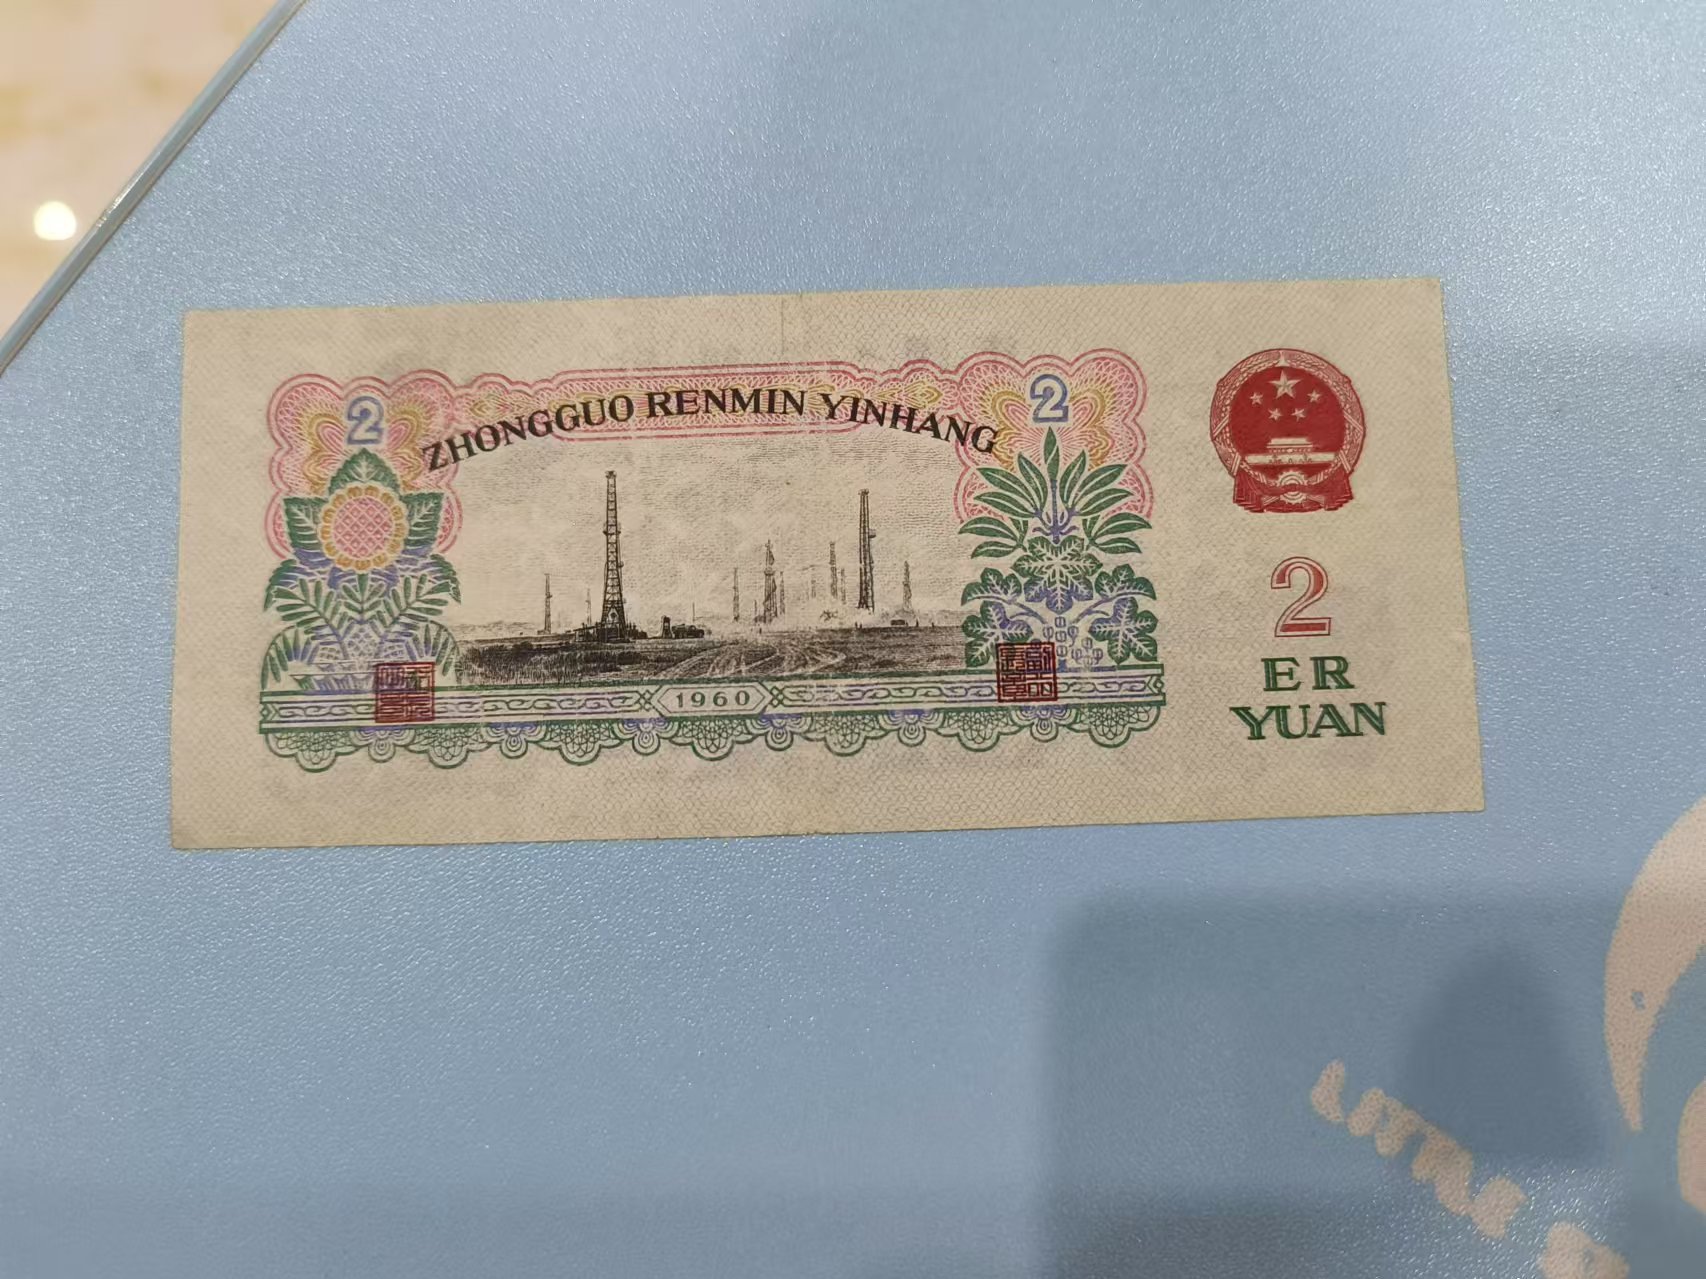 2
2
ZHONGGUO RENMIN YINHANG
1960
2
ER
YUAN